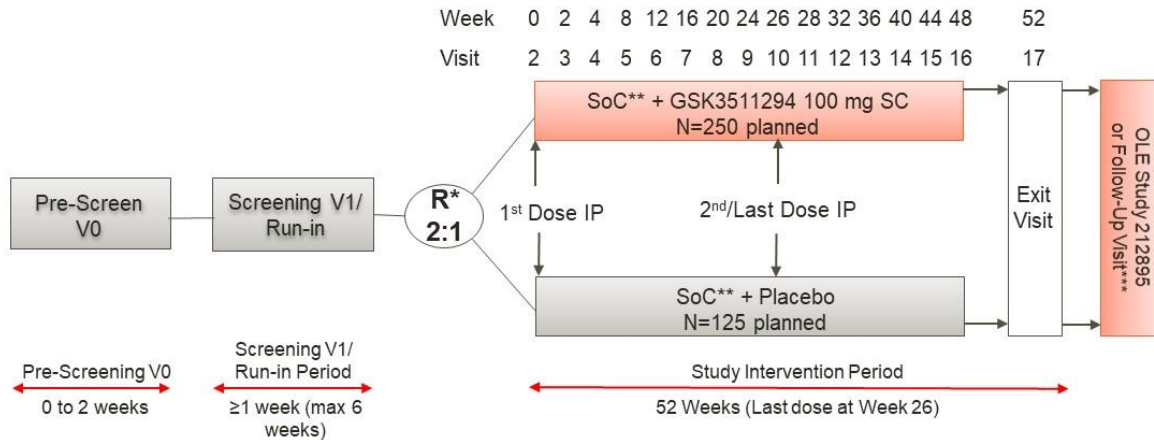 Week 0 2 4 8 12 16 20 24 26 28 32 36 40 44 48 52
Visit 2 3 4 5 6 7 8 9 10 11 12 13 14 15 16 17
SoC** + GSK3511294 100 mg SC
N=250 planned
Pre-Screen
V0
Screening V1/
Run-in
R*
2:1
1st Dose IP
2nd/Last Dose IP
SoC** + Placebo
N=125 planned
Exit
Visit
OLE Study 212895
or Follow-Up Visit***
Pre-Screening V0
0 to 2 weeks
Screening V1/
Run-in Period
≥1 week (max 6
weeks)
Study Intervention Period
52 Weeks (Last dose at Week 26)